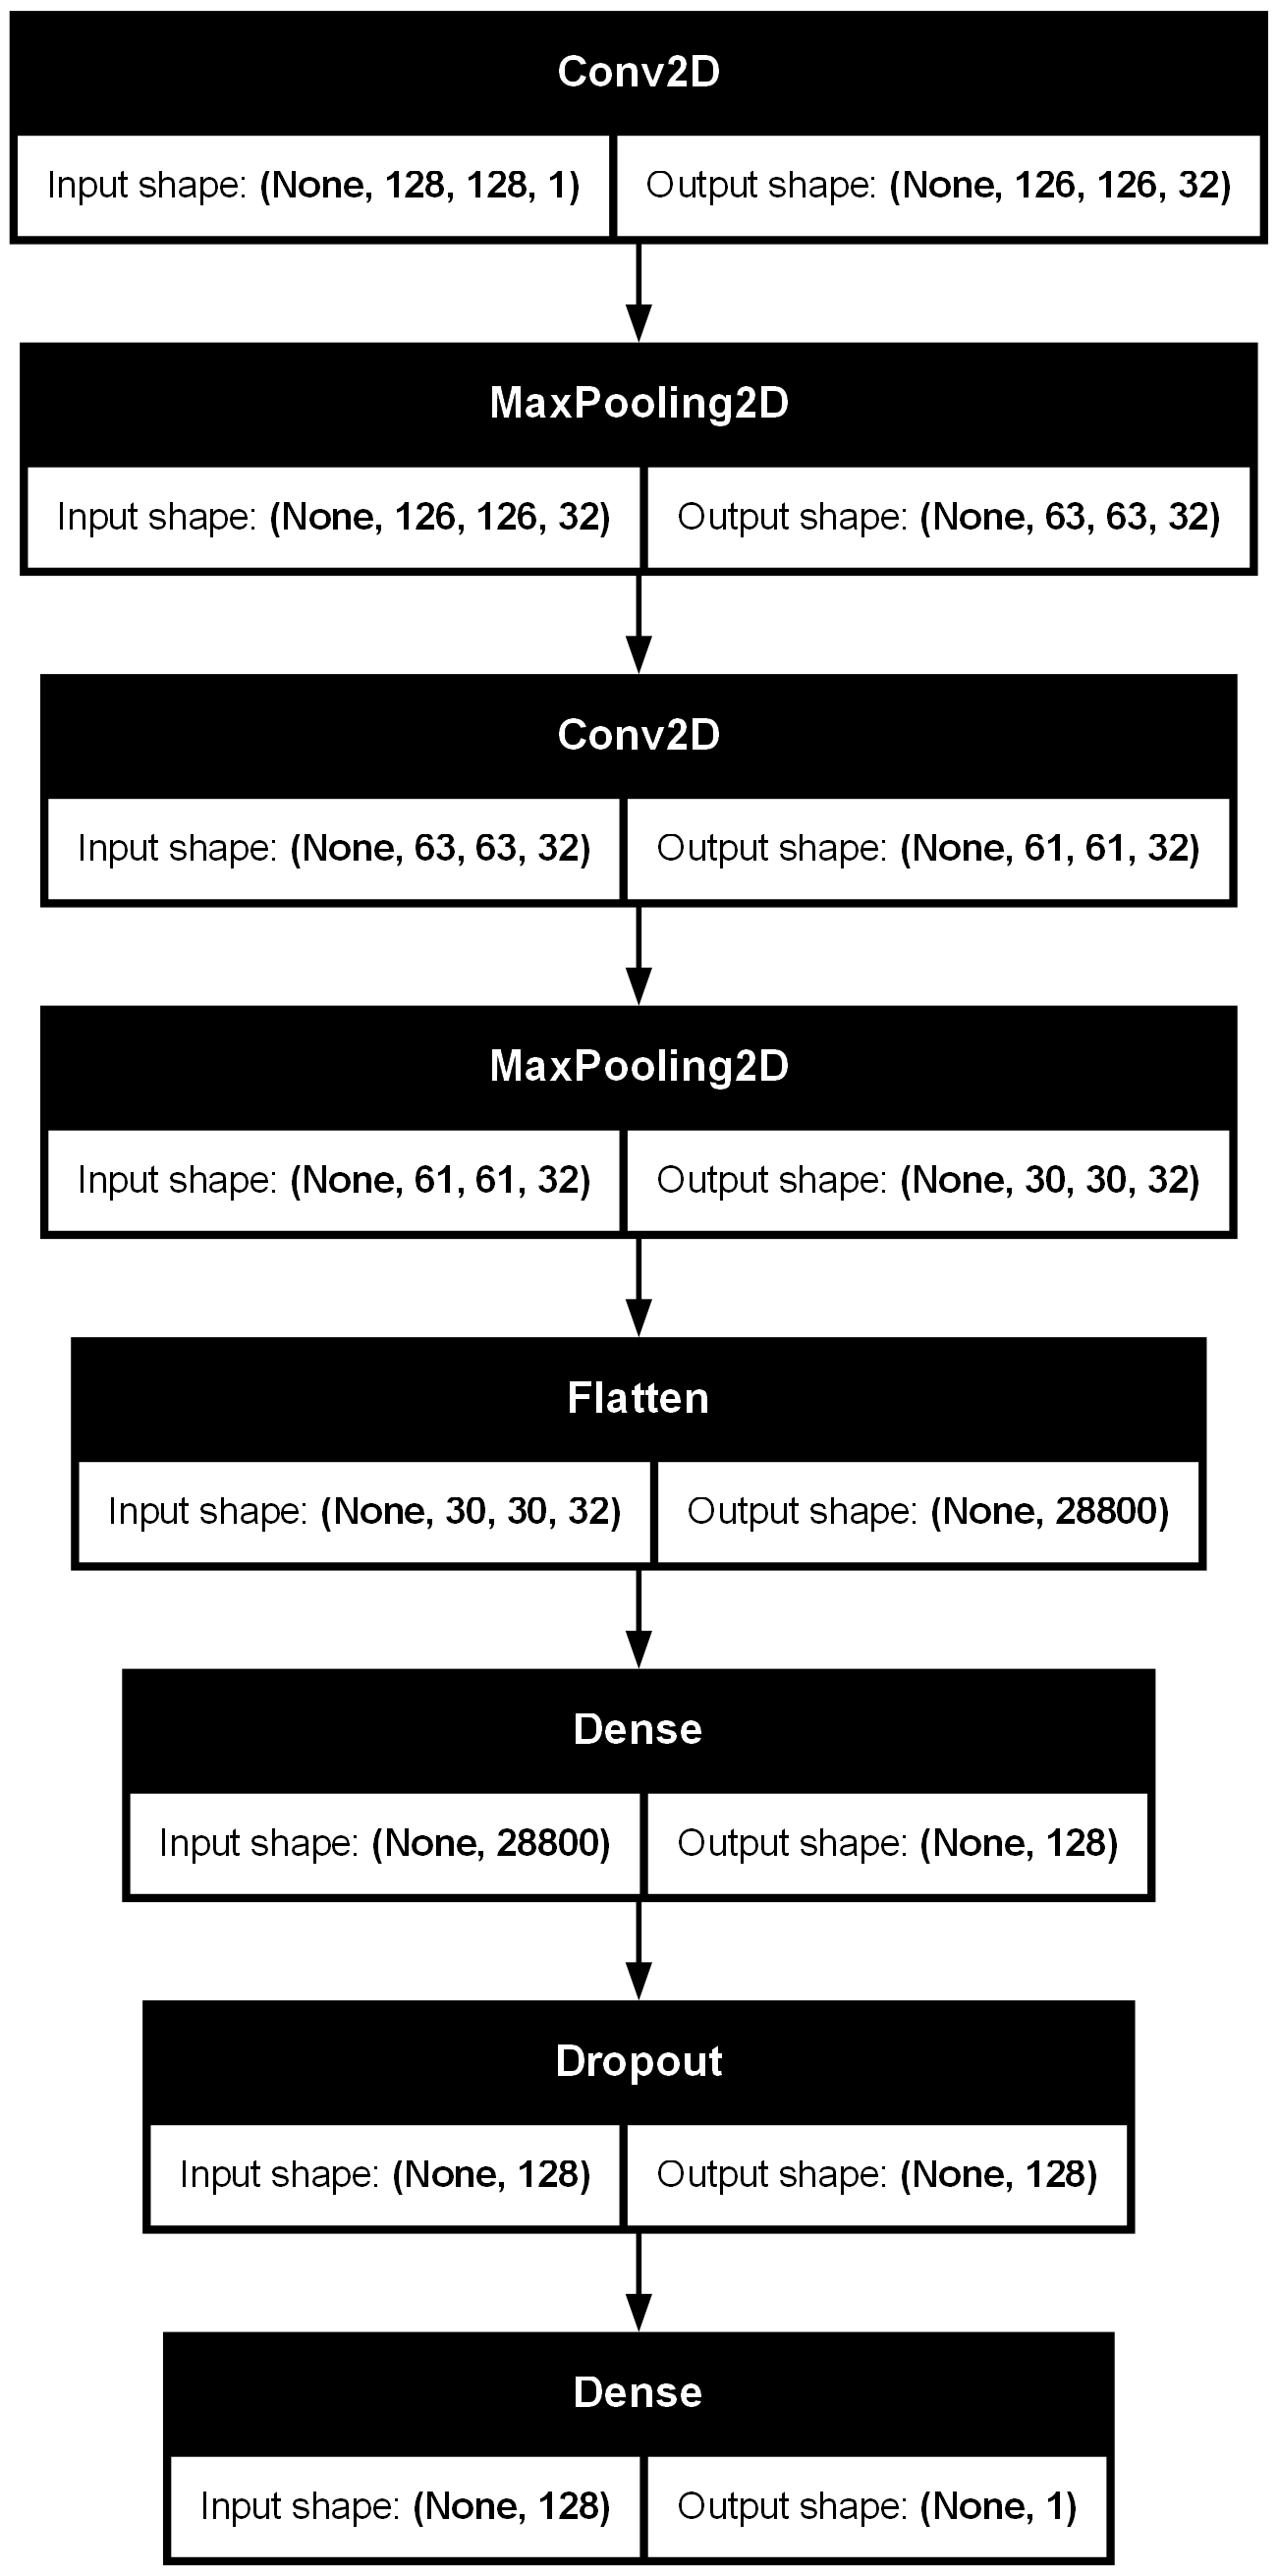 Conv2D
Input shape: (None, 128, 128, 1) Output shape: (None, 126, 126, 32)
MaxPooling2D
Input shape: (None, 126, 126, 32) Output shape: (None, 63, 63, 32)
Conv2D
Input shape: (None, 63, 63, 32) Output shape: (None, 61, 61, 32)
MaxPooling2D
Input shape: (None, 61, 61, 32) Output shape: (None, 30, 30, 32)
Flatten
Input shape: (None, 30, 30, 32) Output shape: (None, 28800)
Dense
Input shape: (None, 28800) Output shape: (None, 128)
Dropout
Input shape: (None, 128) Output shape: (None, 128)
Dense
Input shape: (None, 128) Output shape: (None, 1)